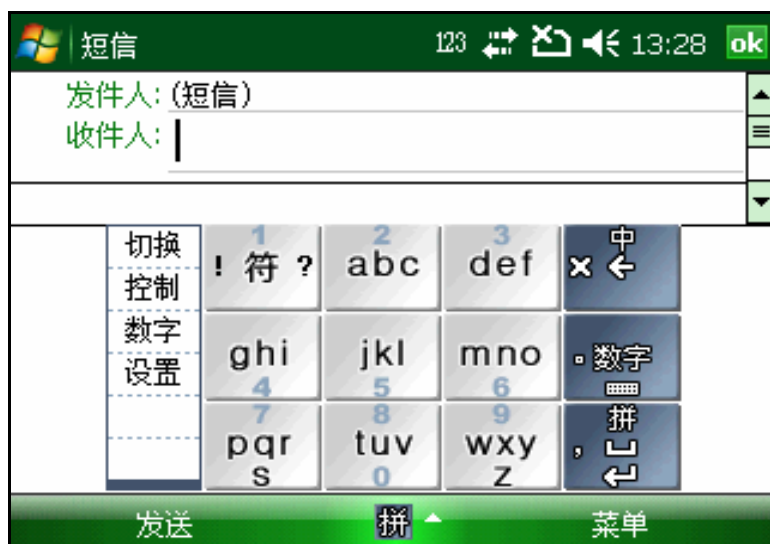 短信 123 13:28 ok
发件人: (短信)
收件人:
切换
控制
数字
设置
1
! 符 ?
2
abc
3
def
中
×←
ghi
4
jkl
5
mno
6
。数字
7
pqr
s
8
tuv
0
9
wxy
z
拼
,
发送 拼 菜单